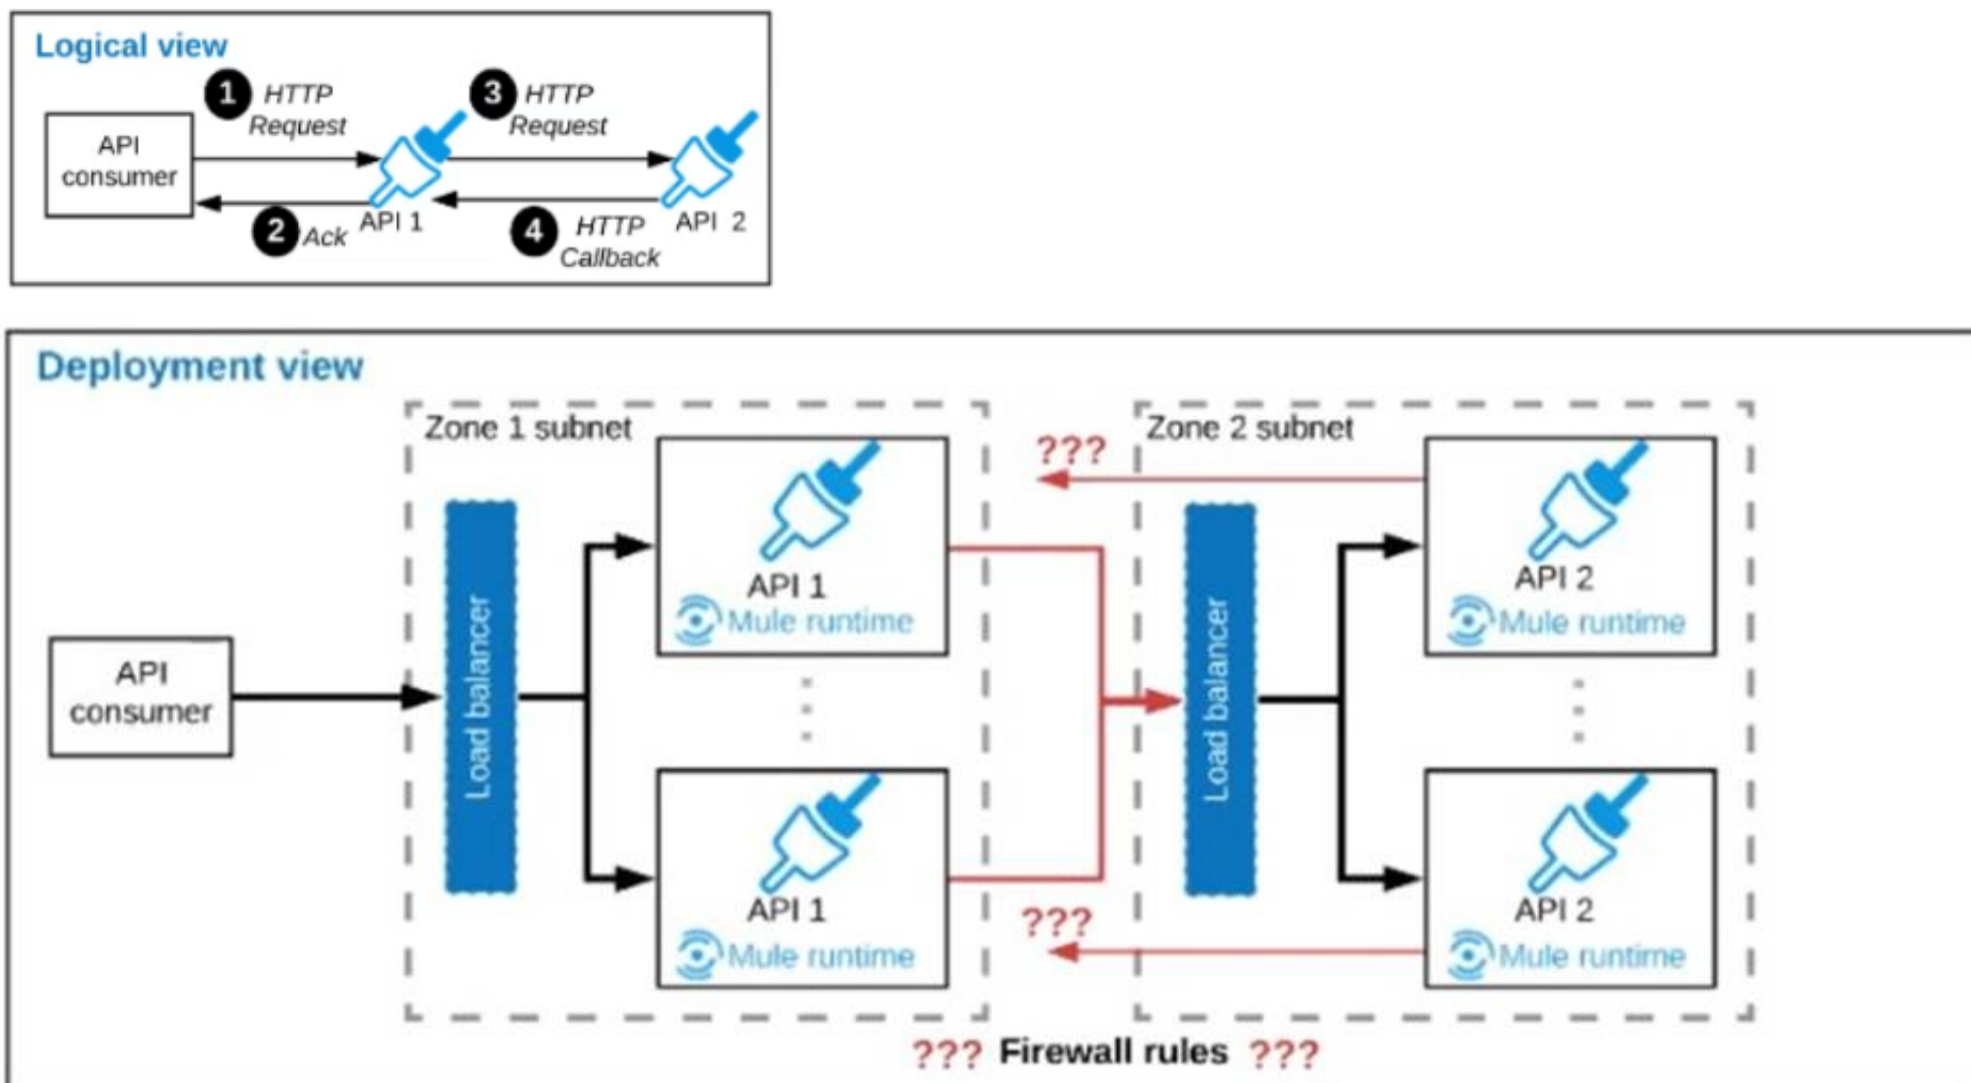 Logical view
1 HTTP
Request
3 HTTP
Request
API
consumer
2 Ack
API 1
4 HTTP
Callback
API 2
Deployment view
Zone 1 subnet
Zone 2 subnet
???
API
consumer
Load balancer
API 1
Mule runtime
API 1
Mule runtime
Load balancer
API 2
Mule runtime
API 2
Mule runtime
???
??? Firewall rules ???